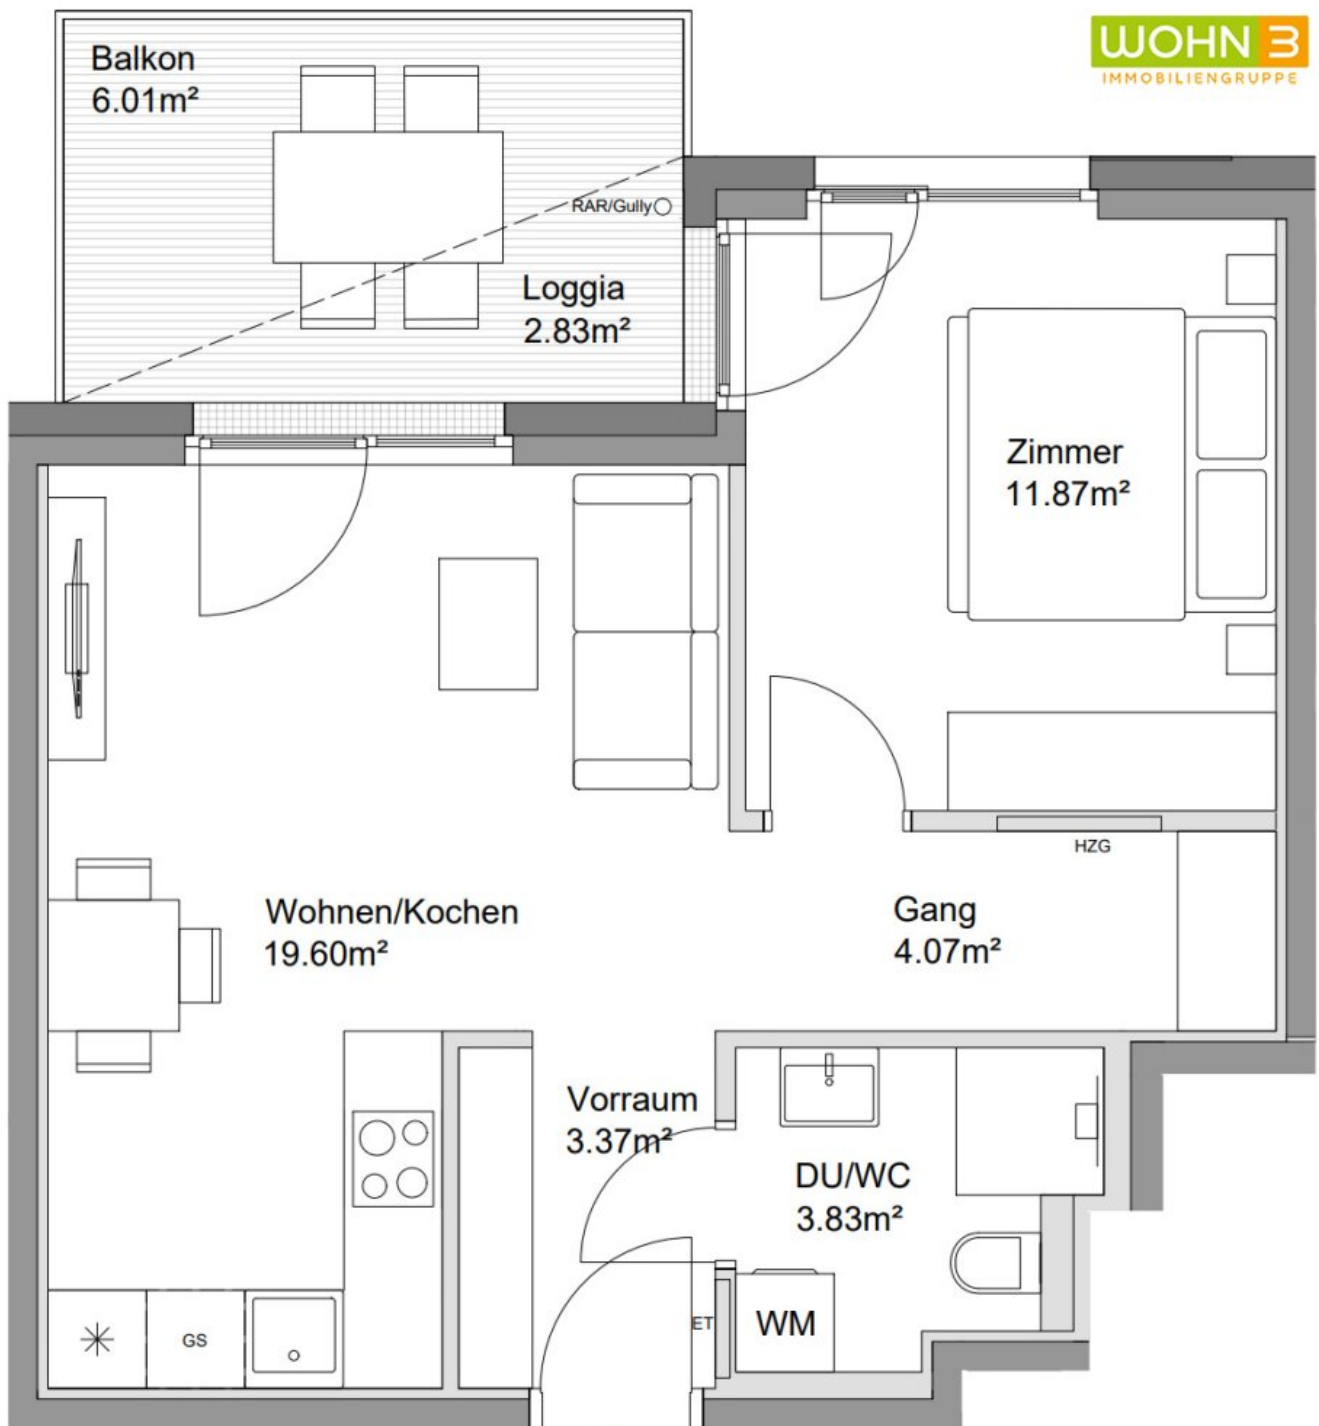 Balkon
6.01m²
WOHN 3
IMMOBILIENGRUPPE
RAR/Gully
Loggia
2.83m²
Zimmer
11.87m²
HZG
Wohnen/Kochen
19.60m²
Gang
4.07m²
Vorraum
3.37m²
DU/WC
3.83m²
GS
ET
WM